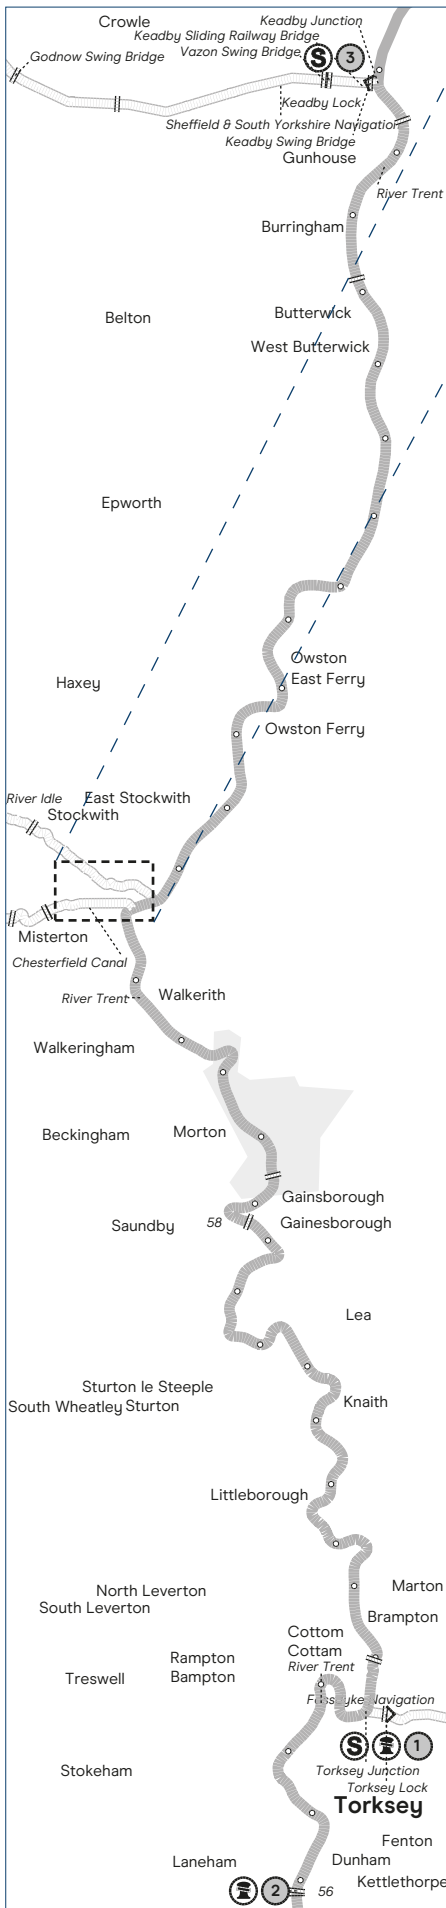 Crowle
Keadby Junction
Keadby Sliding Railway Bridge
Vazon Swing Bridge
S
3
Godnow Swing Bridge
Keadby Lock
Sheffield & South Yorkshire Navigation
Keadby Swing Bridge
Gunhouse
River Trent
Burringham
Butterwick
Belton
West Butterwick
Epworth
Owston
East Ferry
Haxey
Owston Ferry
River Idle
East Stockwith
Stockwith
Misterton
Chesterfield Canal
River Trent
Walkerith
Walkeringham
Morton
Beckingham
Gainsborough
58
Gainesborough
Saundby
Lea
Sturton le Steeple
Knaith
South Wheatley
Sturton
Littleborough
Marton
North Leverton
South Leverton
Brampton
Cottom
Cottam
Rampton
River Trent
Bampton
Treswell
Fossdyke Navigation
S
1
Torksey Junction
Stokeham
Torksey Lock
Torksey
Fenton
Dunham
Laneham
Kettlethorpe
2
56